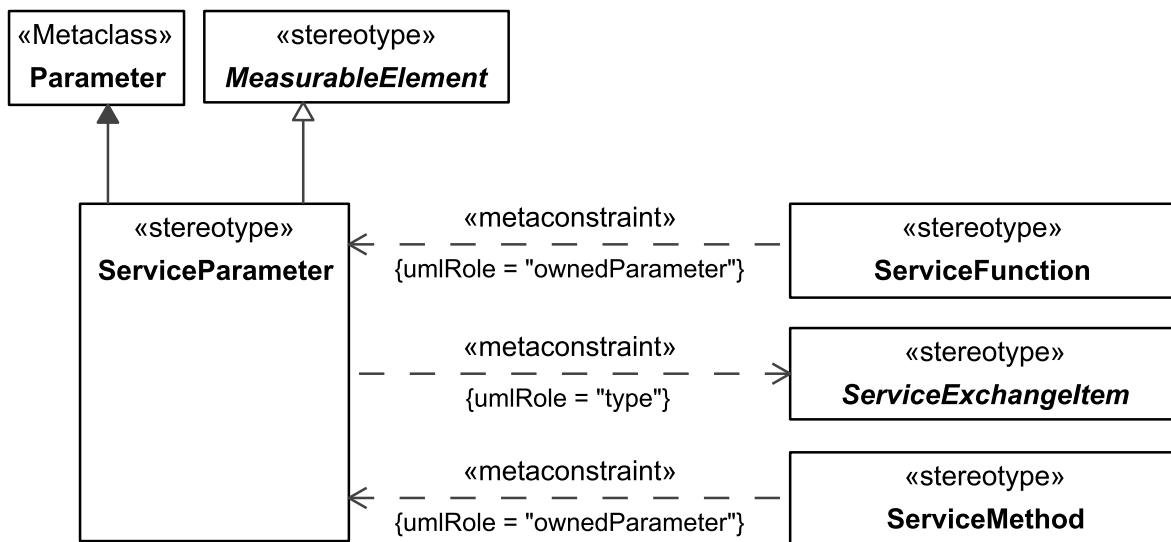 «Metaclass»
Parameter
«stereotype»
MeasurableElement
«stereotype»
ServiceParameter
«metaconstraint»
{umlRole = "ownedParameter"}
«stereotype»
ServiceFunction
«metaconstraint»
{umlRole = "type"}
«stereotype»
ServiceExchangeItem
«metaconstraint»
{umlRole = "ownedParameter"}
«stereotype»
ServiceMethod